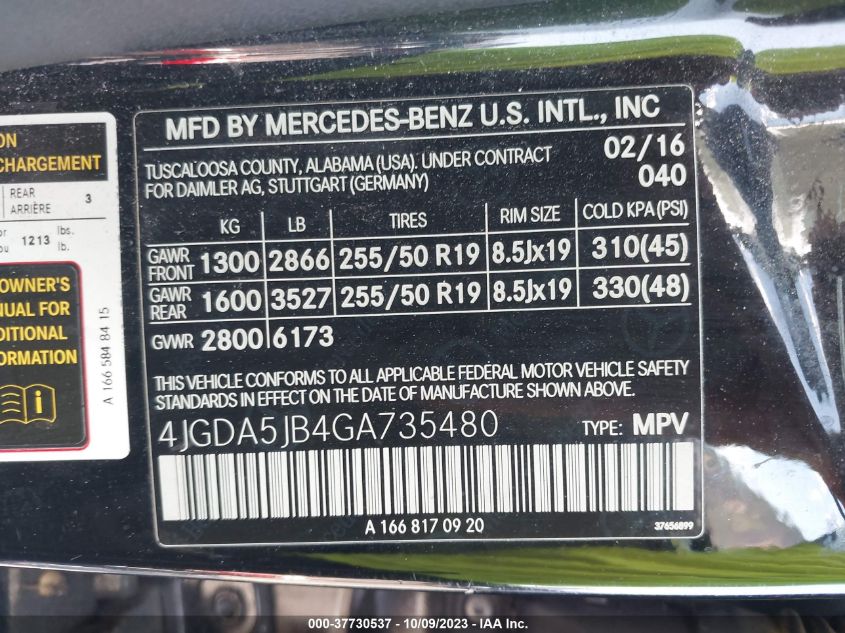 ON
CHARGEMENT
REAR
ARRIÈRE 3
or
ou 1213 lbs.
lb.
OWNER'S
NUAL FOR
DITIONAL
ORMATION
A 166 584 84 15
MFD BY MERCEDES-BENZ U.S. INTL., INC
TUSCALOOSA COUNTY, ALABAMA (USA). UNDER CONTRACT
FOR DAIMLER AG, STUTTGART (GERMANY)
02/16
040
KG LB TIRES RIM SIZE COLD KPA(PSI)
GAWR FRONT 1300 2866 255/50 R19 8.5Jx19 310(45)
GAWR REAR 1600 3527 255/50 R19 8.5Jx19 330(48)
GVWR 2800 6173
THIS VEHICLE CONFORMS TO ALL APPLICABLE FEDERAL MOTOR VEHICLE SAFETY
STANDARDS IN EFFECT ON THE DATE OF MANUFACTURE SHOWN ABOVE.
4JGDA5JB4GA735480 TYPE: MPV
A 166 817 09 20
37656899
000-37730537 - 10/09/2023 - IAA Inc.